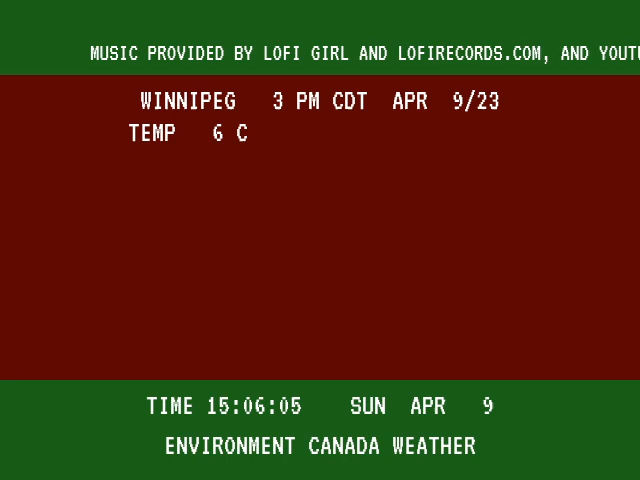 MUSIC PROVIDED BY LOFI GIRL AND LOFIRECORDS.COM, AND
WINNIPEG 3 PM CDT APR 9/23
TEMP 6 C
TIME 15:06:05 SUN APR 9
ENVIRONMENT CANADA WEATHER